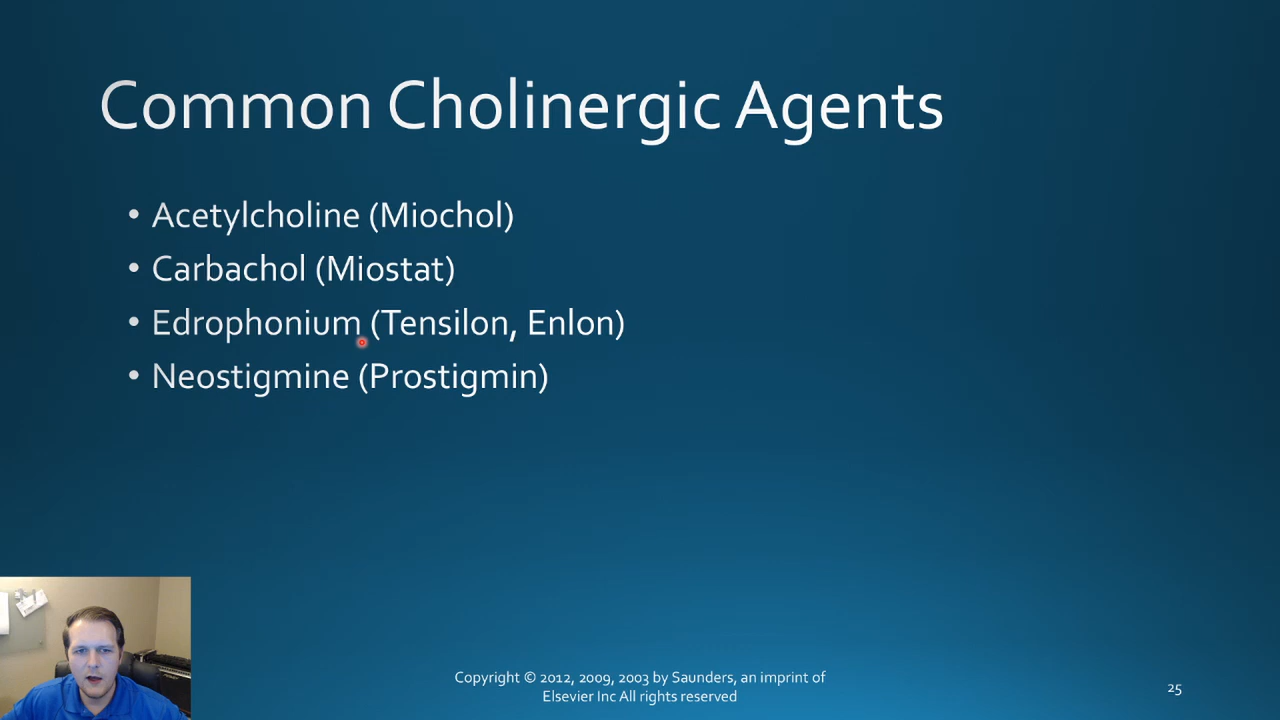 Common Cholinergic Agents
• Acetylcholine (Miochol)
• Carbachol (Miostat)
• Edrophonium (Tensilon, Enlon)
• Neostigmine (Prostigmin)
Copyright © 2012, 2009, 2003 by Saunders, an imprint of
Elsevier Inc All rights reserved
25